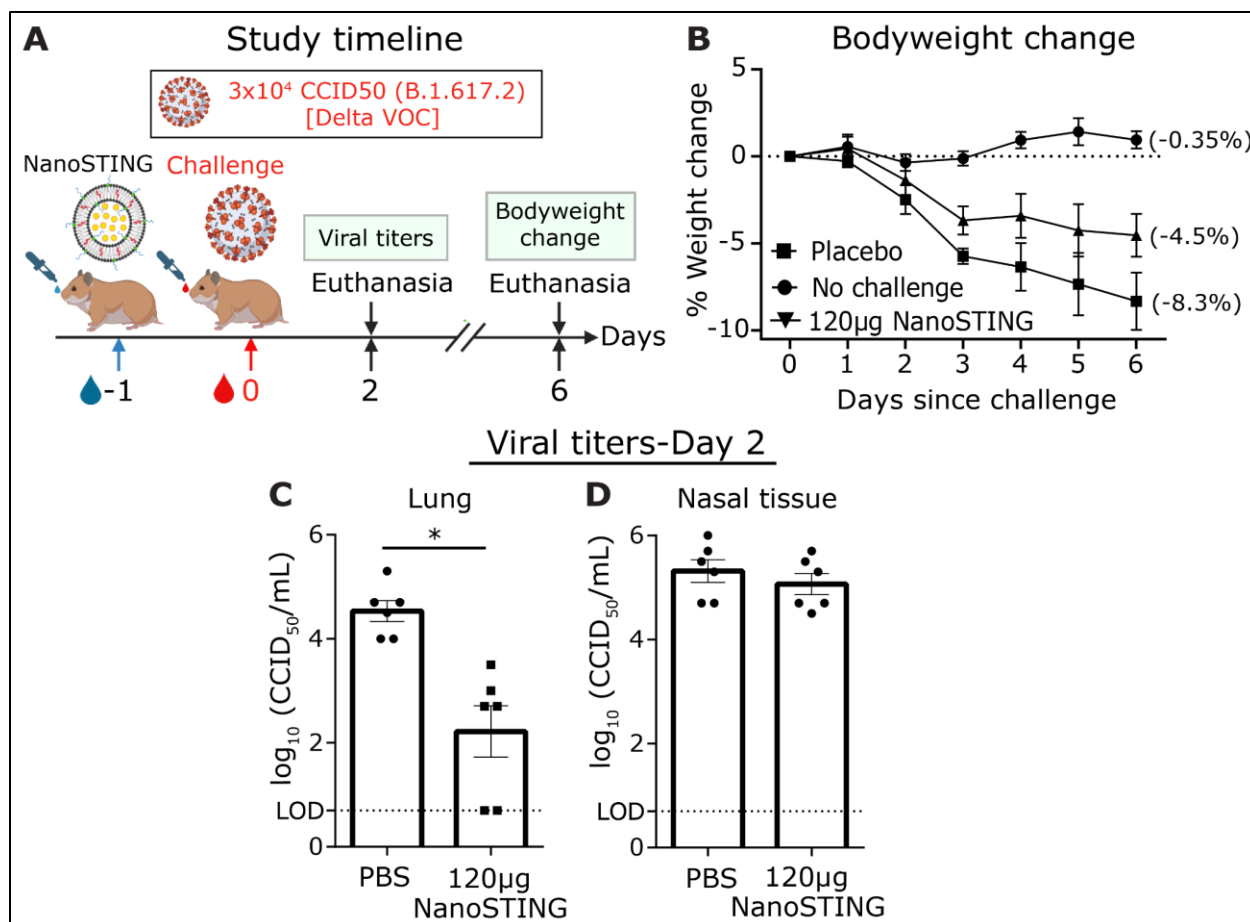 A
Study timeline
3x10⁴ CCID50 (B.1.617.2)
[Delta VOC]
NanoSTING
Challenge
Viral titers
Bodyweight
change
Euthanasia
Euthanasia
Days
-1
0
2
6
B
Bodyweight change
% Weight change
5
0
-5
-10
(-0.35%)
(-4.5%)
(-8.3%)
Placebo
No challenge
120µg NanoSTING
0 1 2 3 4 5 6
Days since challenge
Viral titers-Day 2
C
Lung
log₁₀ (CCID₅₀/mL)
6
4
2
LOD
0
*
PBS
120µg
NanoSTING
D
Nasal tissue
log₁₀ (CCID₅₀/mL)
6
4
2
LOD
0
PBS
120µg
NanoSTING